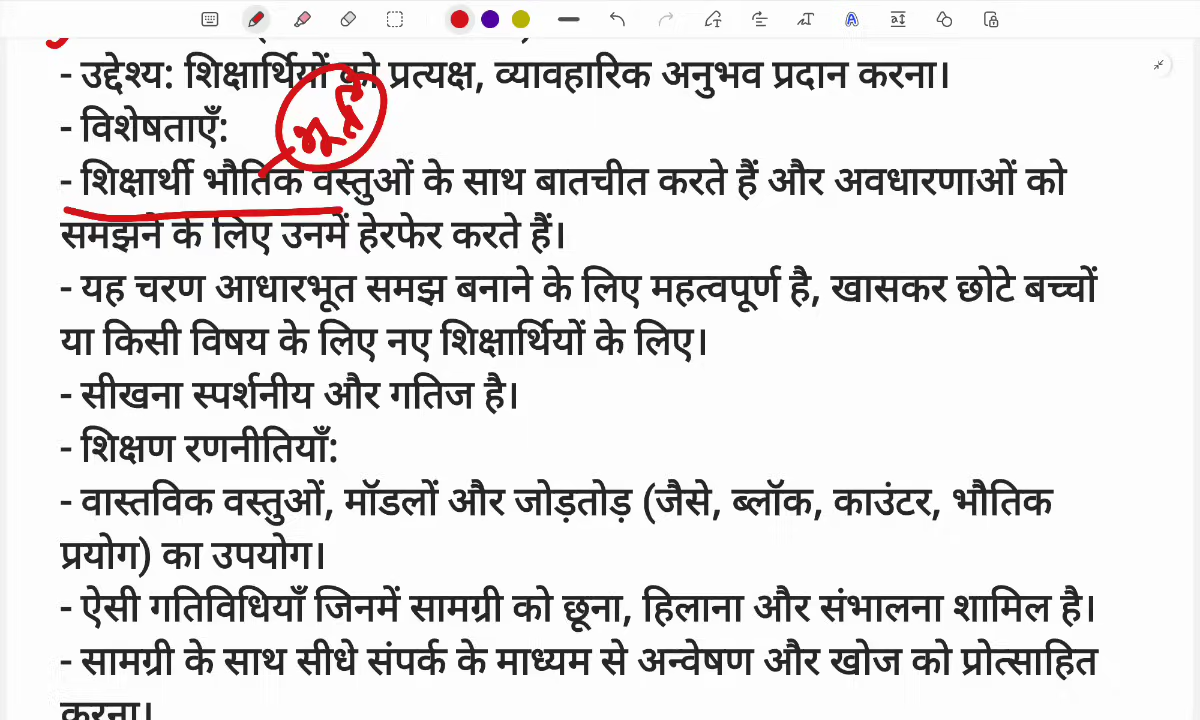 - उद्देश्य: शिक्षार्थियों को प्रत्यक्ष, व्यावहारिक अनुभव प्रदान करना।
- विशेषताएँ:
मूर्त
- शिक्षार्थी भौतिक वस्तुओं के साथ बातचीत करते हैं और अवधारणाओं को
समझने के लिए उनमें हेरफेर करते हैं।
- यह चरण आधारभूत समझ बनाने के लिए महत्वपूर्ण है, खासकर छोटे बच्चों
या किसी विषय के लिए नए शिक्षार्थियों के लिए।
- सीखना स्पर्शनीय और गतिज है।
- शिक्षण रणनीतियाँ:
- वास्तविक वस्तुओं, मॉडलों और जोड़तोड़ (जैसे, ब्लॉक, काउंटर, भौतिक
प्रयोग) का उपयोग।
- ऐसी गतिविधियाँ जिनमें सामग्री को छूना, हिलाना और संभालना शामिल है।
- सामग्री के साथ सीधे संपर्क के माध्यम से अन्वेषण और खोज को प्रोत्साहित
करना।